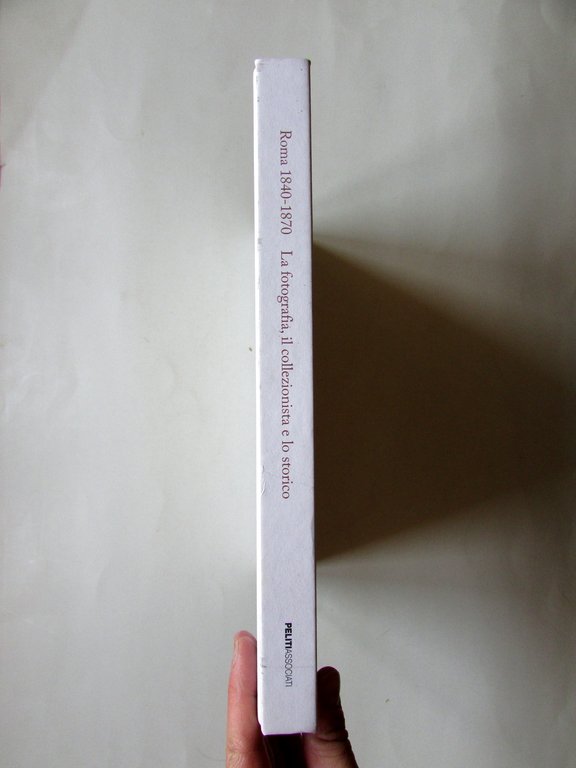 Roma 1840-1870 La fotografia, il collezionista e lo storico
PELITIASSOCIATI